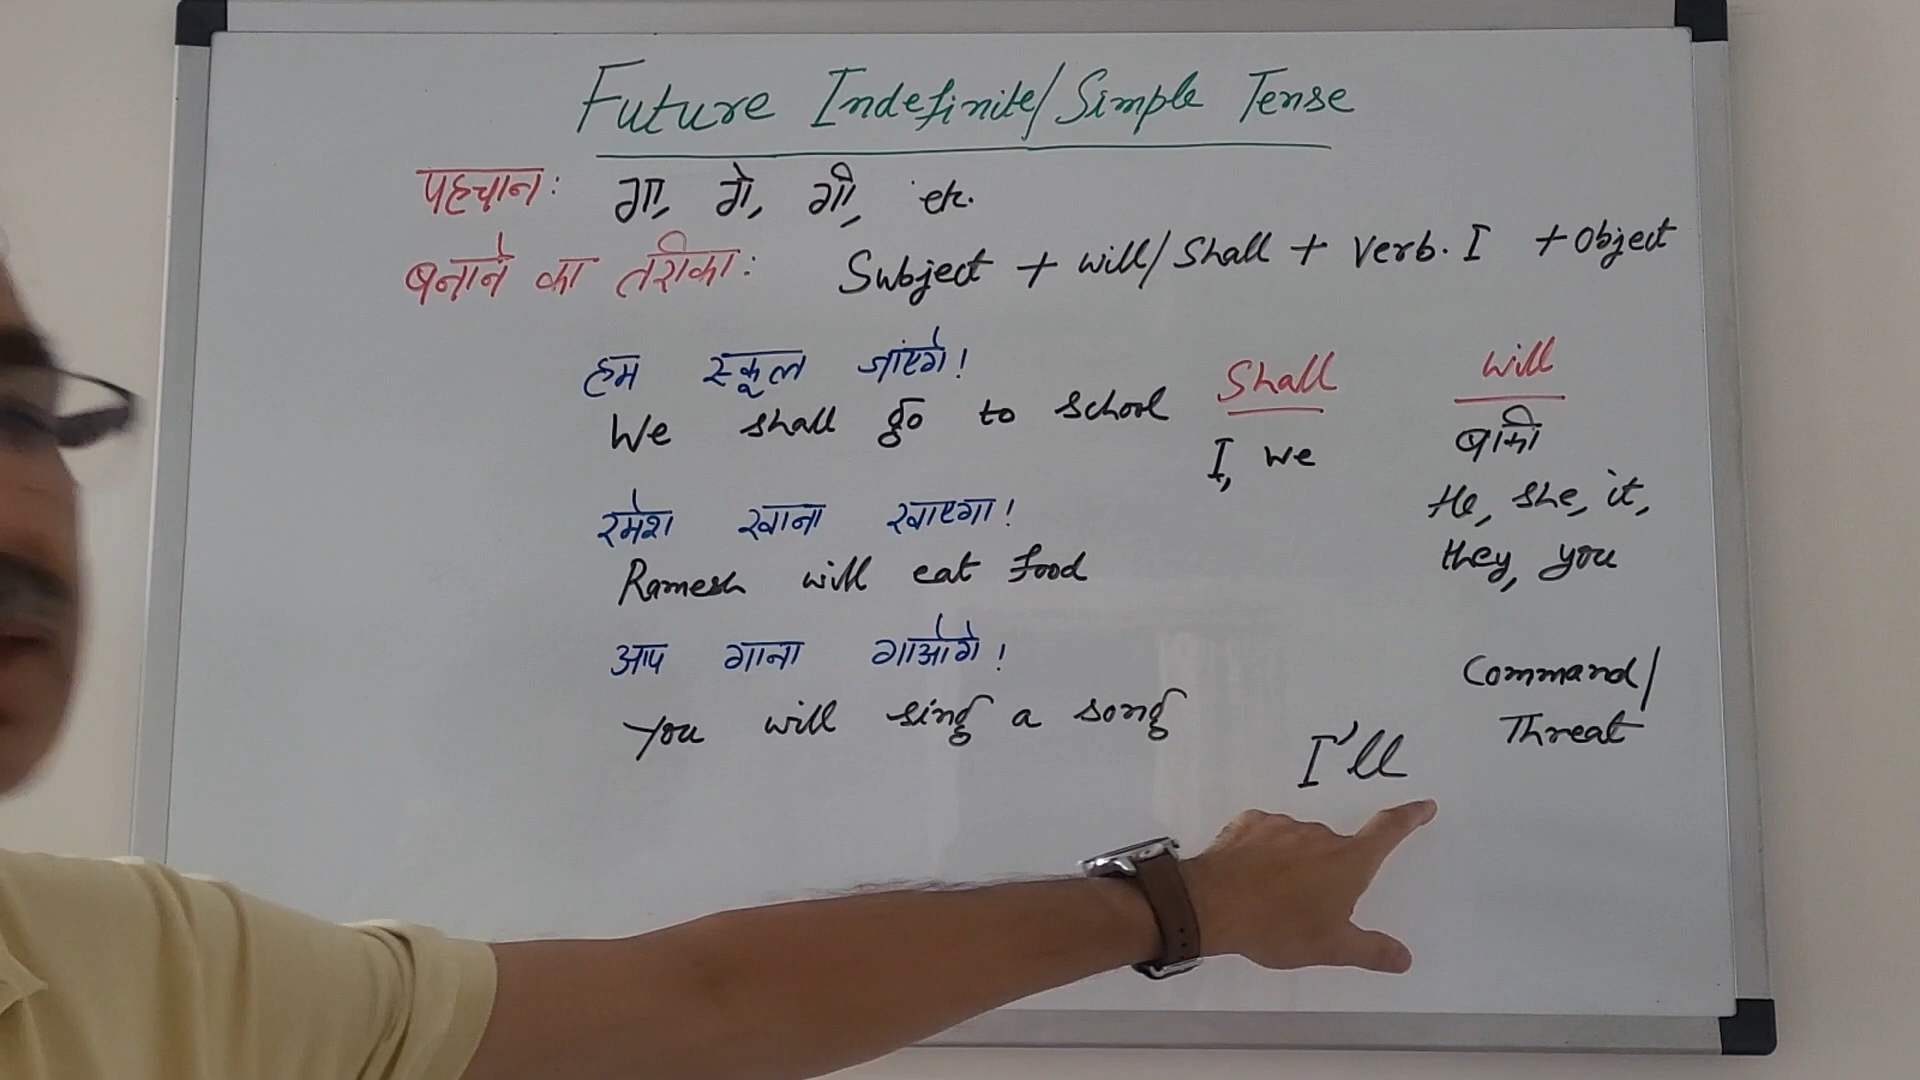 Future Indefinite/Simple Tense
पहचान: गा, गे, गी, etc.
बनाने का तरीका: Subject + will/Shall + Verb. I + Object
हम स्कूल जांएगे!
We shall go to school
रमेश खाना खाएगा!
Ramesh will eat food
आप गाना गाओगे!
You will sing a song
Shall
I, we
will
बाकी
He, she, it,
they, you
Command/
Threat
I'll